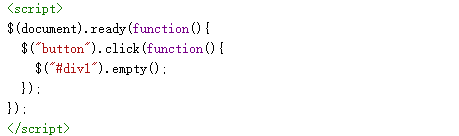 <script>
$(document).ready(function(){
  $("button").click(function(){
    $("#div1").empty();
  });
});
</script>